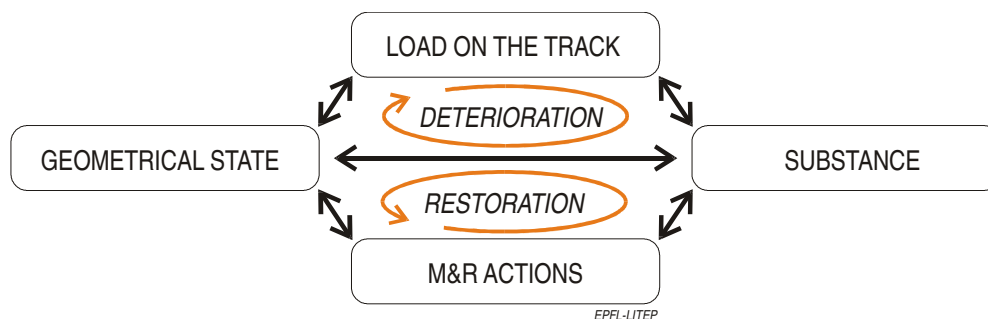 LOAD ON THE TRACK
DETERIORATION
GEOMETRICAL STATE
SUBSTANCE
RESTORATION
M&R ACTIONS
EPFL-LITEP